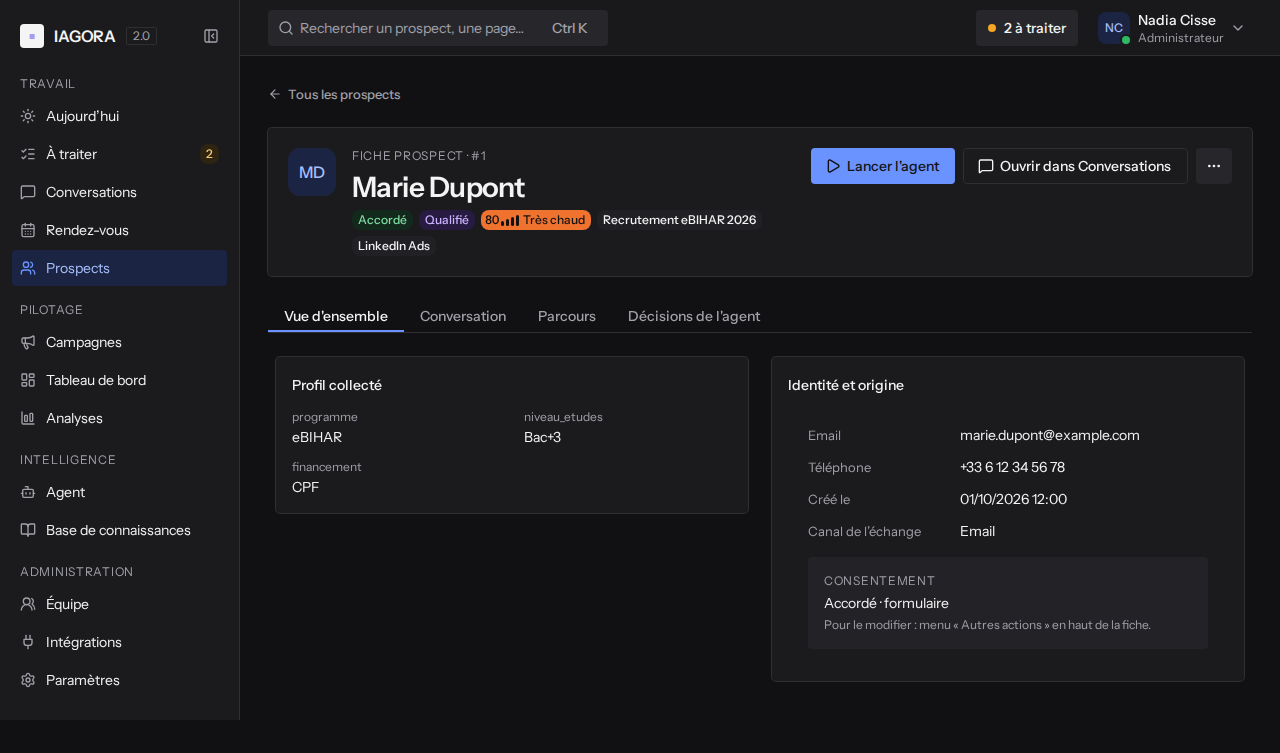 IAGORA 2.0
Rechercher un prospect, une page... Ctrl K
2 à traiter
NC
Nadia Cisse
Administrateur
TRAVAIL
Aujourd'hui
À traiter 2
Conversations
Rendez-vous
Prospects
PILOTAGE
Campagnes
Tableau de bord
Analyses
INTELLIGENCE
Agent
Base de connaissances
ADMINISTRATION
Équipe
Intégrations
Paramètres
Tous les prospects
MD
FICHE PROSPECT · #1
Marie Dupont
Accordé Qualifié 80 Très chaud Recrutement eBIHAR 2026
LinkedIn Ads
Lancer l'agent Ouvrir dans Conversations
Vue d'ensemble Conversation Parcours Décisions de l'agent
Profil collecté
programme niveau_etudes
eBIHAR Bac+3
financement
CPF
Identité et origine
Email marie.dupont@example.com
Téléphone +33 6 12 34 56 78
Créé le 01/10/2026 12:00
Canal de l'échange Email
CONSENTEMENT
Accordé · formulaire
Pour le modifier : menu « Autres actions » en haut de la fiche.